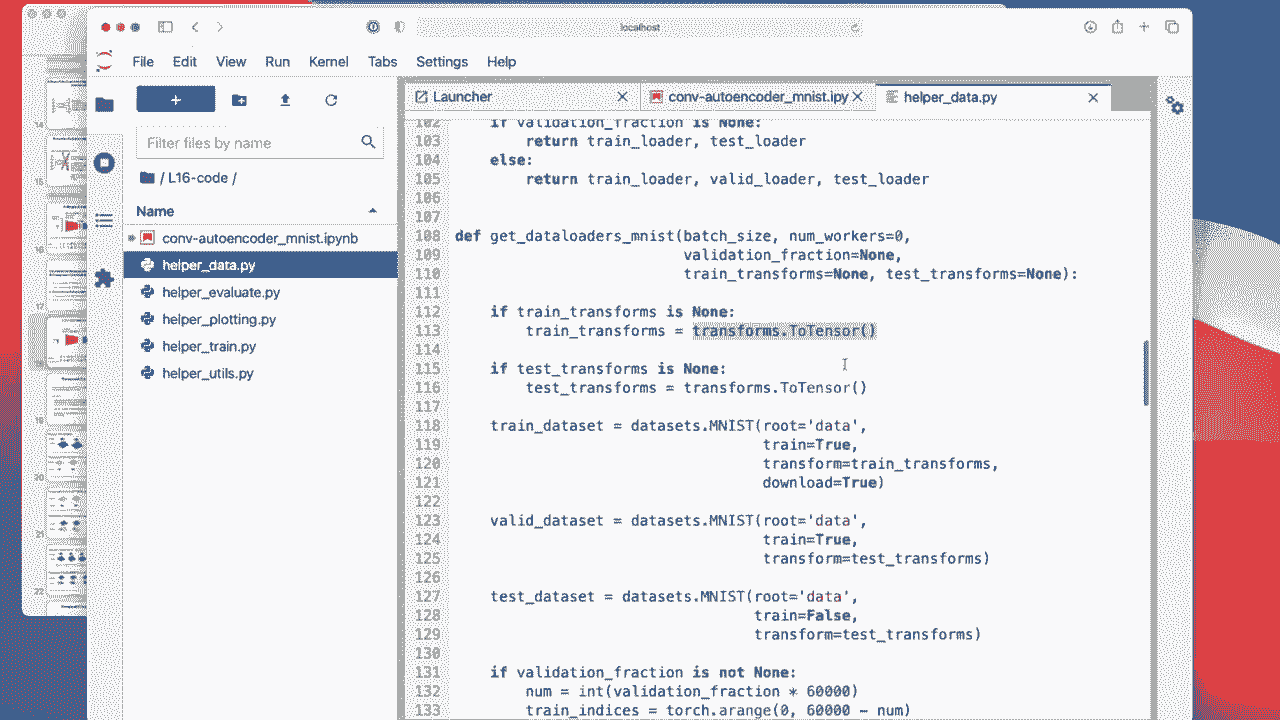 localhost
File Edit View Run Kernel Tabs Settings Help
+
Filter files by name
/ L16-code /
Name
conv-autoencoder_mnist.ipynb
helper_data.py
helper_evaluate.py
helper_plotting.py
helper_train.py
helper_utils.py
Launcher
conv-autoencoder_mnist.ipy
helper_data.py
102 if validation_fraction is None:
103 return train_loader, test_loader
104 else:
105 return train_loader, valid_loader, test_loader
106
107
108 def get_dataloaders_mnist(batch_size, num_workers=0,
109 validation_fraction=None,
110 train_transforms=None, test_transforms=None):
111
112 if train_transforms is None:
113 train_transforms = transforms.ToTensor()
114
115 if test_transforms is None:
116 test_transforms = transforms.ToTensor()
117
118 train_dataset = datasets.MNIST(root='data',
119 train=True,
120 transform=train_transforms,
121 download=True)
122
123 valid_dataset = datasets.MNIST(root='data',
124 train=True,
125 transform=test_transforms)
126
127 test_dataset = datasets.MNIST(root='data',
128 train=False,
129 transform=test_transforms)
130
131 if validation_fraction is not None:
132 num = int(validation_fraction * 60000)
133 train_indices = torch.arange(0, 60000 - num)